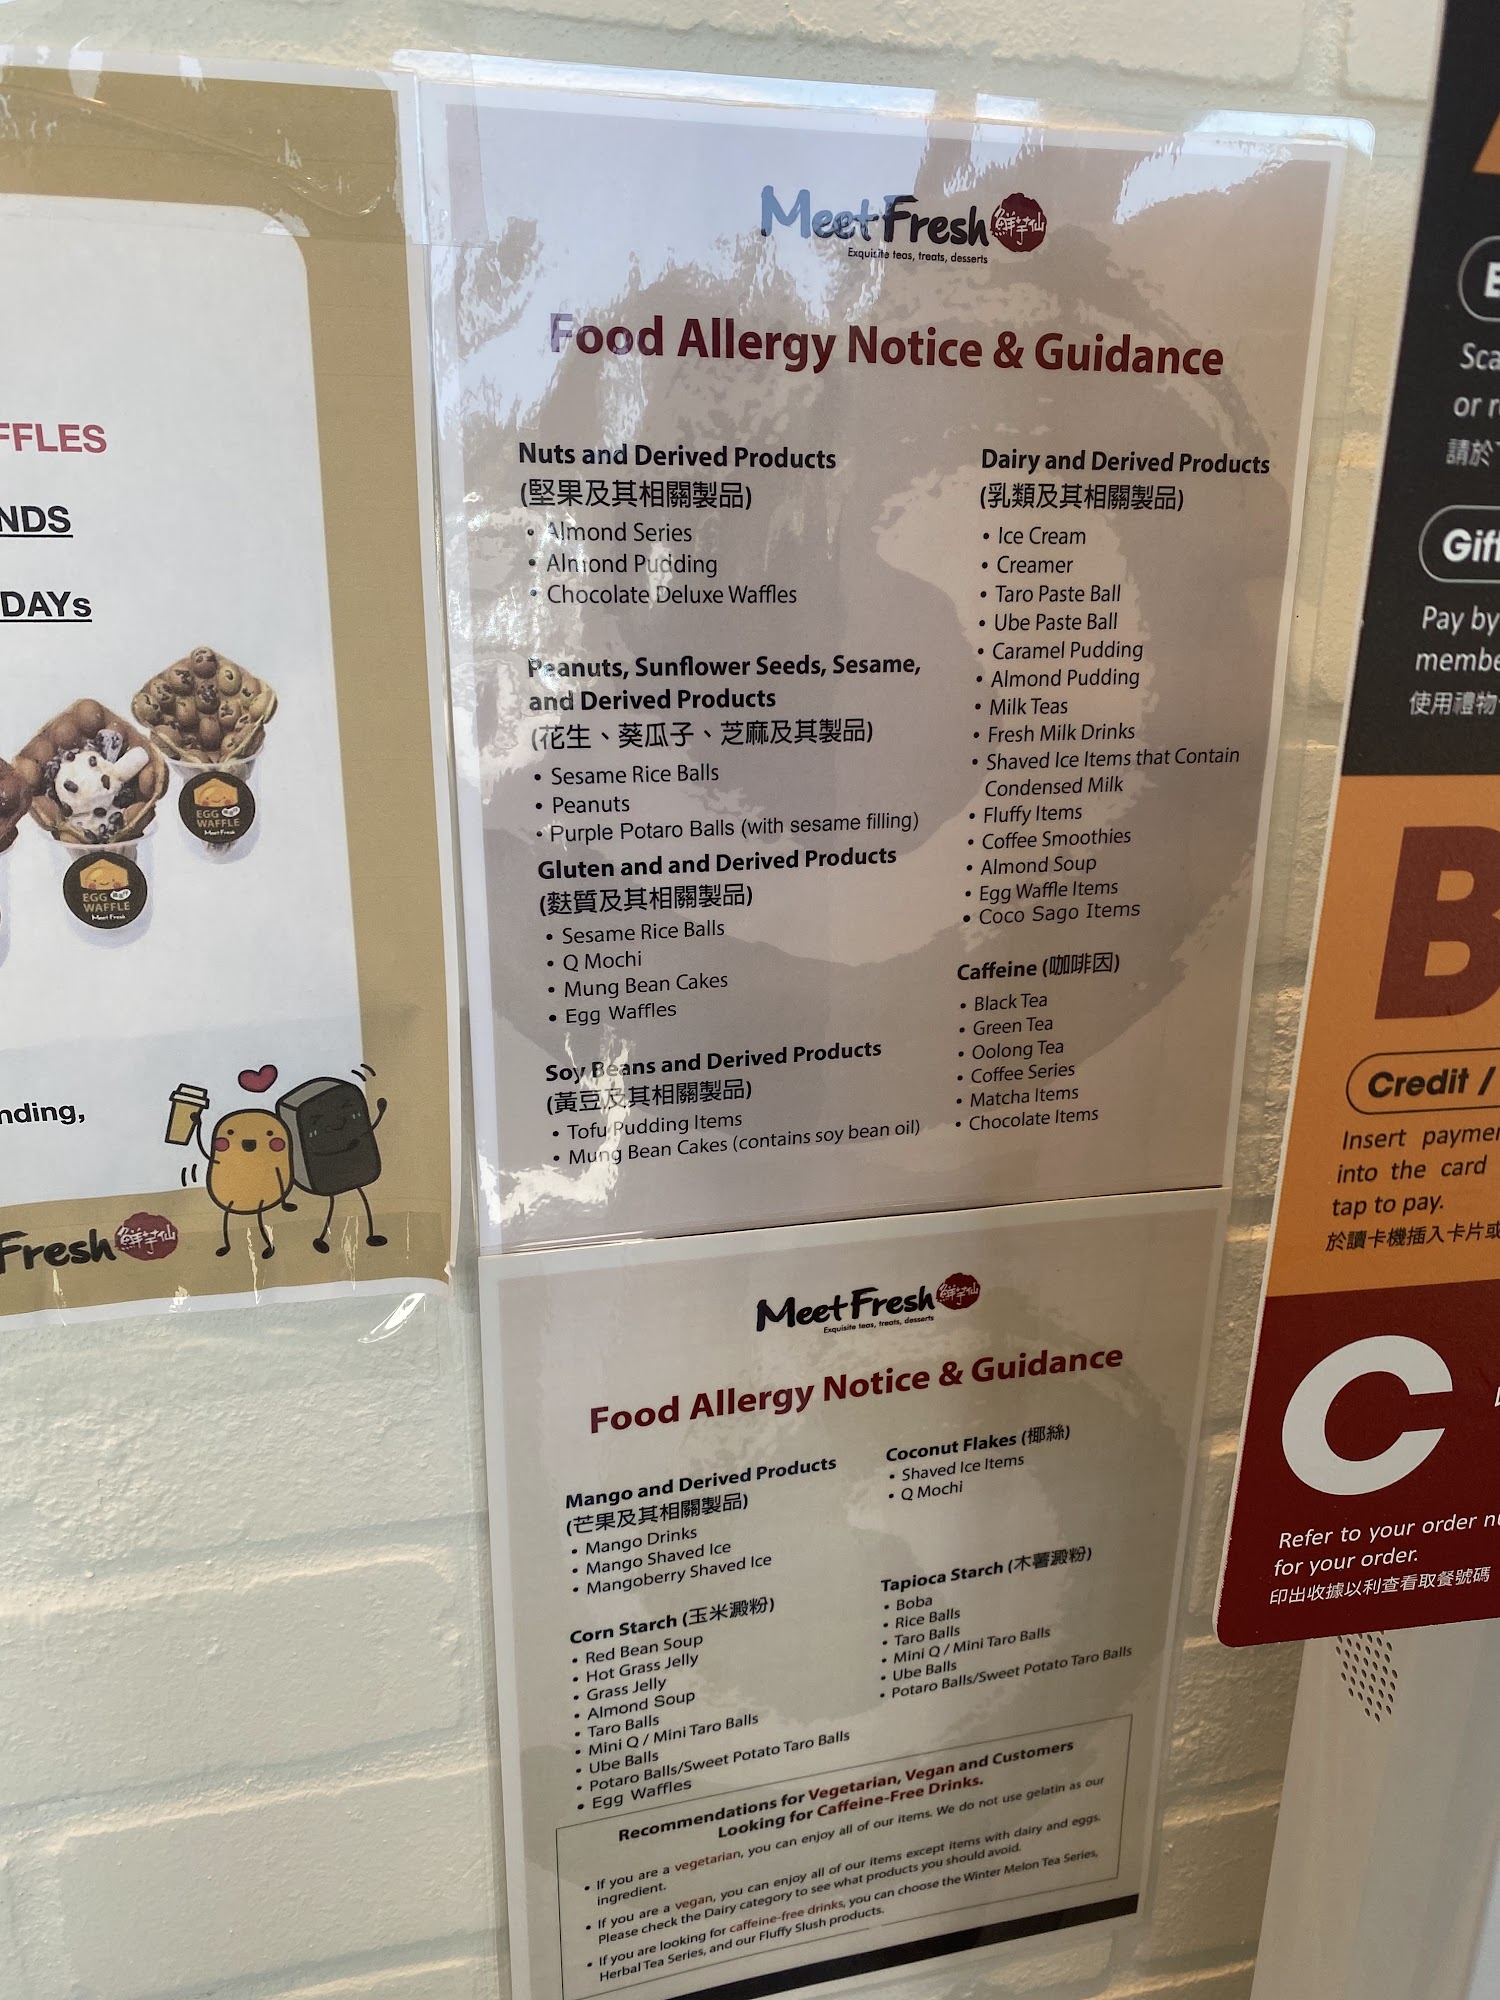 FFLES
NDS
DAYs
EGG
WAFFLE
Meet Fresh
EGG
WAFFLE
Meet Fresh
nding,
Fresh 鮮芋仙
Meet Fresh 鮮芋仙
Exquisite teas, treats, desserts
Food Allergy Notice & Guidance
Nuts and Derived Products
(堅果及其相關製品)
• Almond Series
• Almond Pudding
• Chocolate Deluxe Waffles
Peanuts, Sunflower Seeds, Sesame,
and Derived Products
(花生、葵瓜子、芝麻及其製品)
• Sesame Rice Balls
• Peanuts
• Purple Potaro Balls (with sesame filling)
Gluten and and Derived Products
(麩質及其相關製品)
• Sesame Rice Balls
• Q Mochi
• Mung Bean Cakes
• Egg Waffles
Soy Beans and Derived Products
(黃豆及其相關製品)
• Tofu Pudding Items
• Mung Bean Cakes (contains soy bean oil)
Dairy and Derived Products
(乳類及其相關製品)
• Ice Cream
• Creamer
• Taro Paste Ball
• Ube Paste Ball
• Caramel Pudding
• Almond Pudding
• Milk Teas
• Fresh Milk Drinks
• Shaved Ice Items that Contain
Condensed Milk
• Fluffy Items
• Coffee Smoothies
• Almond Soup
• Egg Waffle Items
• Coco Sago Items
Caffeine (咖啡因)
• Black Tea
• Green Tea
• Oolong Tea
• Coffee Series
• Matcha Items
• Chocolate Items
Meet Fresh 鮮芋仙
Exquisite teas, treats, desserts
Food Allergy Notice & Guidance
Mango and Derived Products
(芒果及其相關製品)
• Mango Drinks
• Mango Shaved Ice
• Mangoberry Shaved Ice
Corn Starch (玉米澱粉)
• Red Bean Soup
• Hot Grass Jelly
• Grass Jelly
• Almond Soup
• Taro Balls
• Mini Q / Mini Taro Balls
• Ube Balls
• Potaro Balls/Sweet Potato Taro Balls
• Egg Waffles
Coconut Flakes (椰絲)
• Shaved Ice Items
• Q Mochi
Tapioca Starch (木薯澱粉)
• Boba
• Rice Balls
• Taro Balls
• Mini Q / Mini Taro Balls
• Ube Balls
• Potaro Balls/Sweet Potato Taro Balls
Recommendations for Vegetarian, Vegan and Customers
Looking for Caffeine-Free Drinks.
• If you are a vegetarian, you can enjoy all of our items. We do not use gelatin as our
ingredient.
• If you are a vegan, you can enjoy all of our items except items with dairy and eggs.
Please check the Dairy category to see what products you should avoid.
• If you are looking for caffeine-free drinks, you can choose the Winter Melon Tea Series,
Herbal Tea Series, and our Fluffy Slush products.
Sca
or r
請於
Gift
Pay by
membe
使用禮物
B
Credit /
Insert payme
into the card
tap to pay.
於讀卡機插入卡片或
C
Refer to your order nu
for your order.
印出收據以利查看取餐號碼